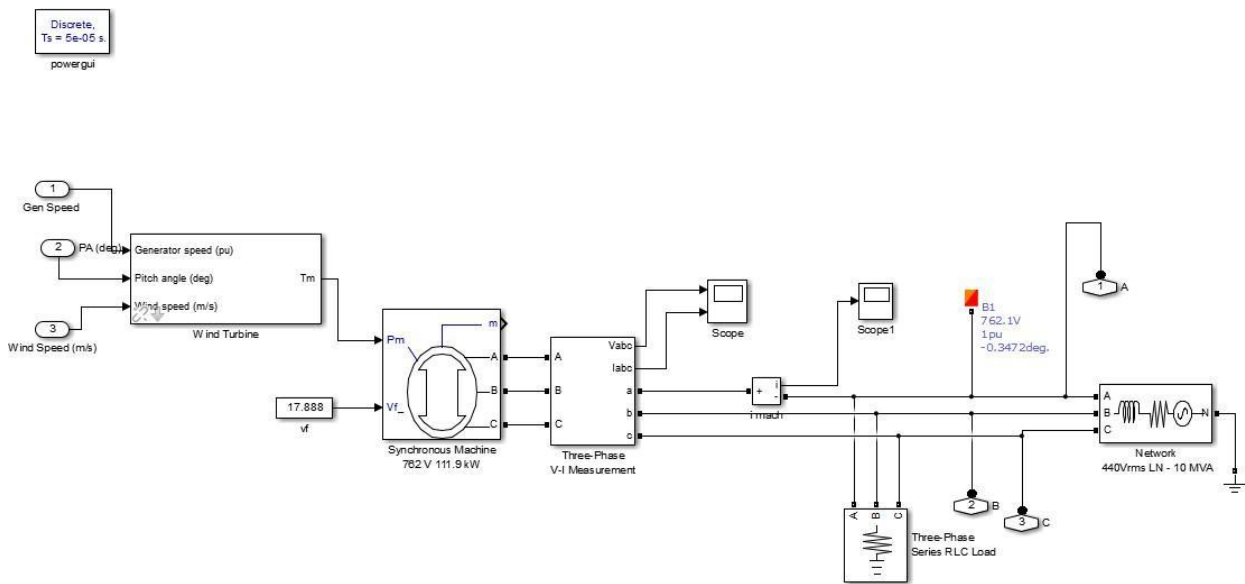 Discrete,
Ts = 5e-05 s.
powergui
1
Gen Speed
2
PA (deg)
3
Wind Speed (m/s)
Generator speed (pu)
Pitch angle (deg)
Wind speed (m/s)
Tm
Wind Turbine
17.888
vf
Pm
Vf_
m
A
B
C
Synchronous Machine
762 V 111.9 kW
A
B
C
Vabc
Iabc
a
b
c
Three-Phase
V-I Measurement
Scope
Scope1
+
i
-
i mach
B1
762.1V
1pu
-0.3472deg.
1 A
2 B
3 C
A
B
C
Three-Phase
Series RLC Load
A
B
C
N
Network
440Vrms LN - 10 MVA